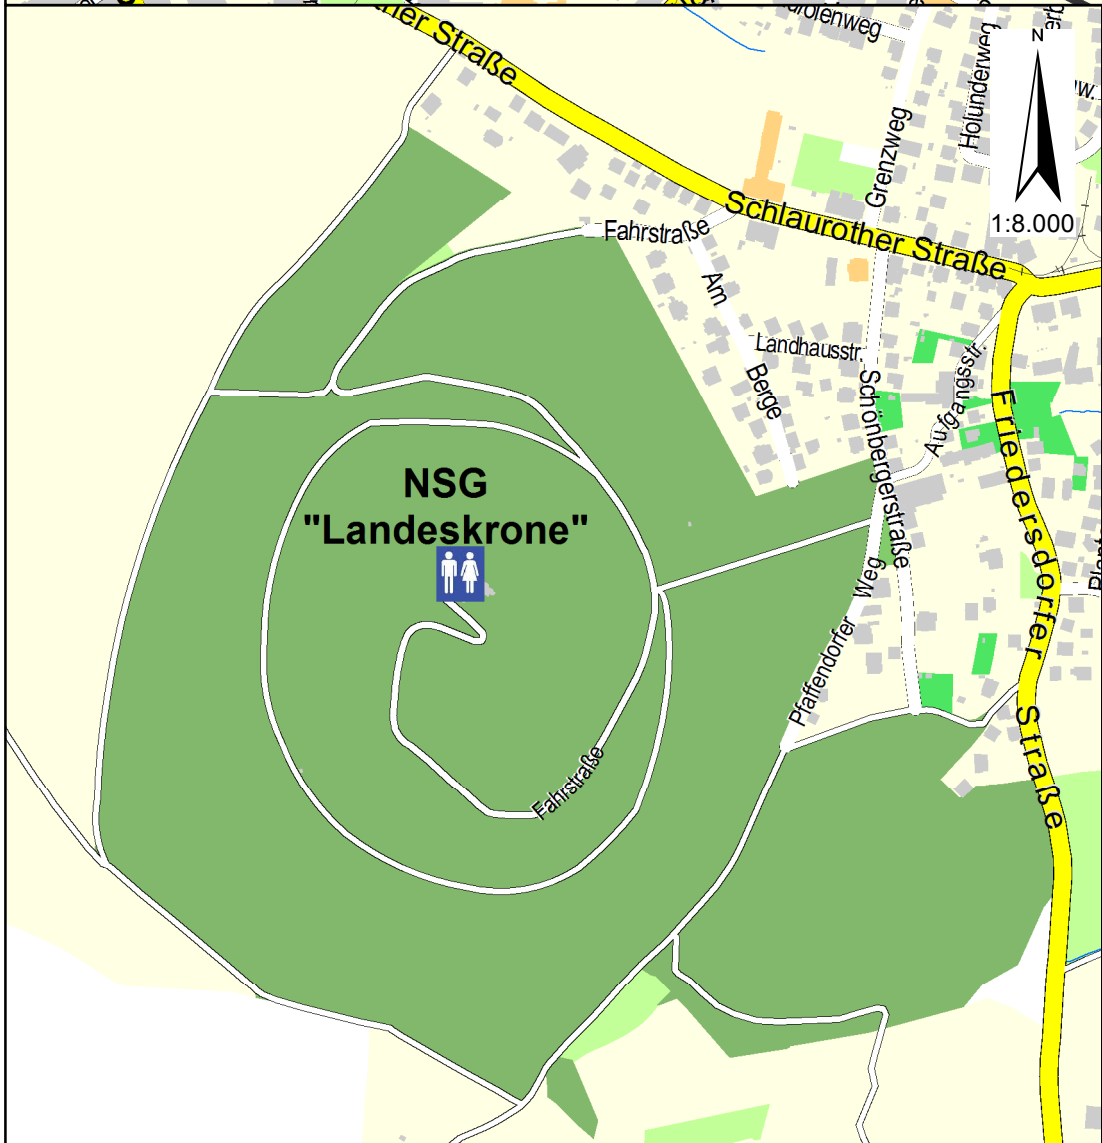 Straße
Holunderweg
N
1:8.000
Grenzweg
Schlaurother Straße
Fahrstraße
Am Berge
Landhausstr.
Schönbergerstraße
Aufgangsstr.
Friedersdorfer Straße
NSG
"Landeskrone"
Pfaffendorfer Weg
Fahrstraße